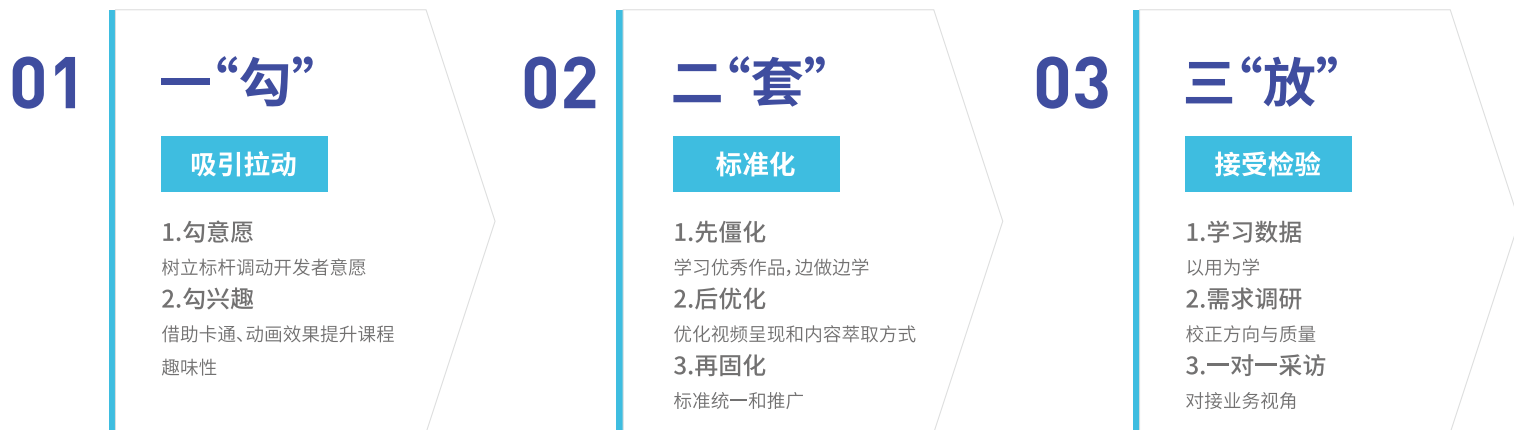 01
一“勾”
吸引拉动
1.勾意愿
树立标杆调动开发者意愿
2.勾兴趣
借助卡通、动画效果提升课程
趣味性
02
二“套”
标准化
1.先僵化
学习优秀作品，边做边学
2.后优化
优化视频呈现和内容萃取方式
3.再固化
标准统一和推广
03
三“放”
接受检验
1.学习数据
以用为学
2.需求调研
校正方向与质量
3.一对一采访
对接业务视角